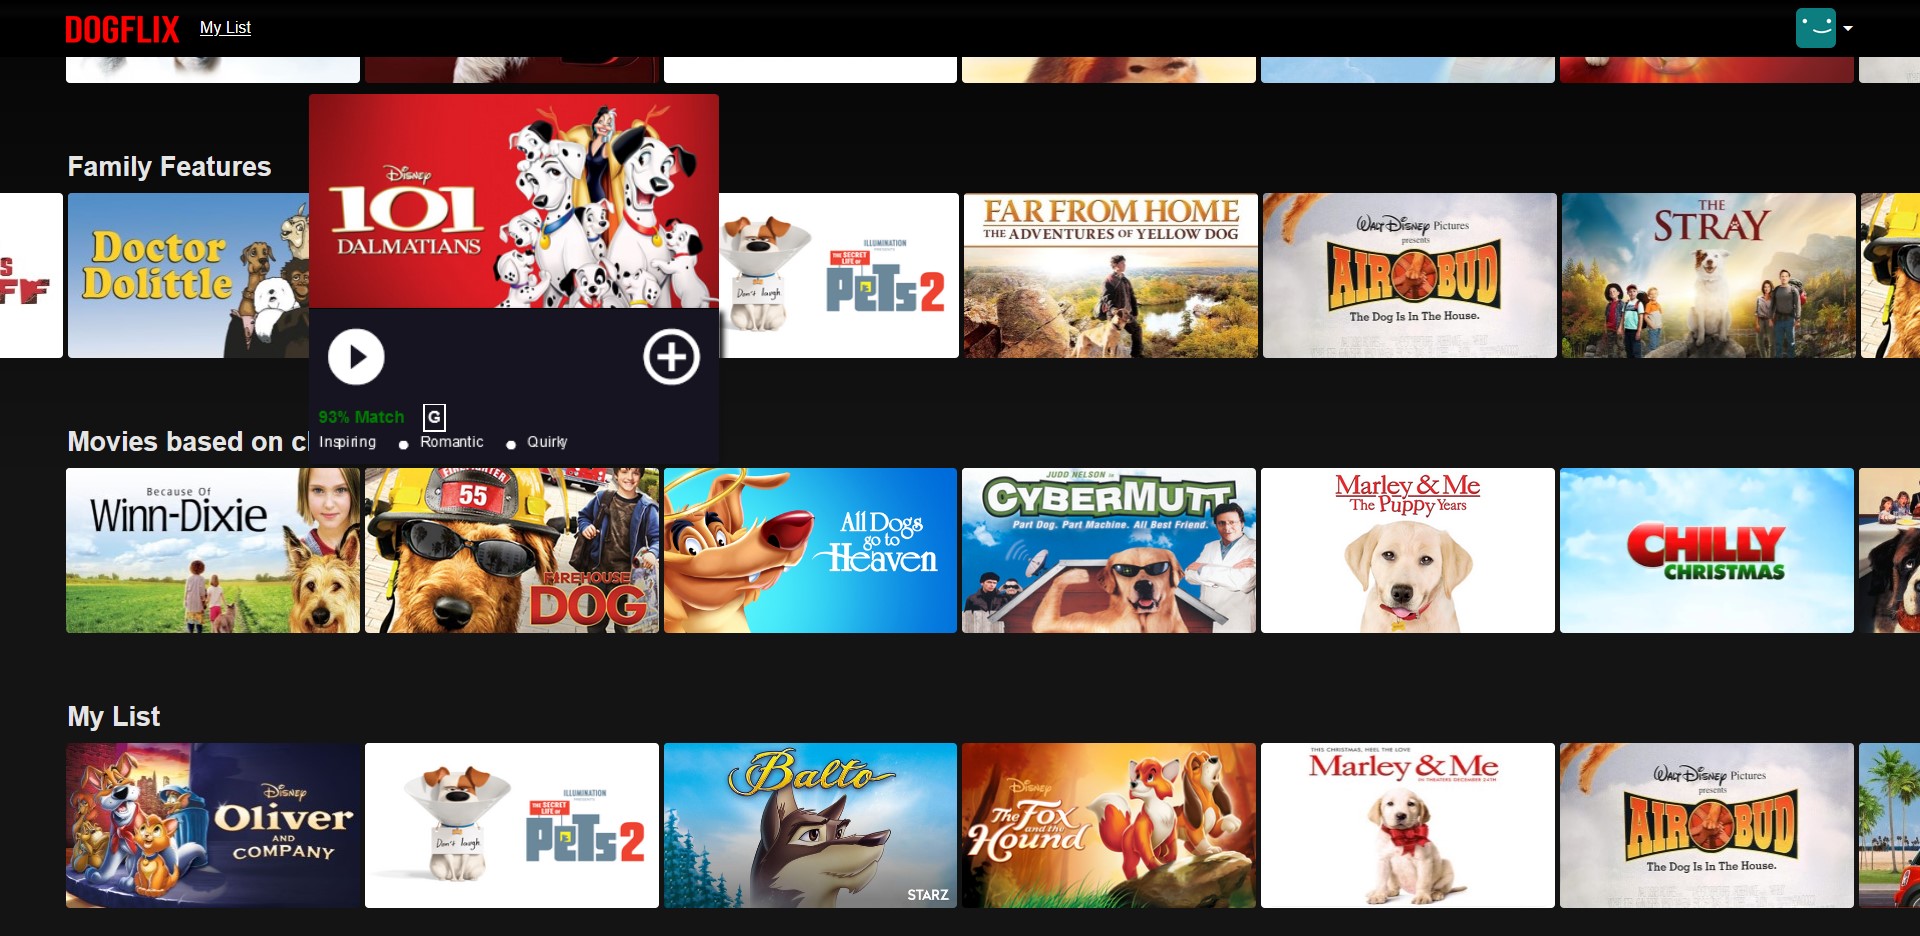 DOGFLIX
My List
Family Features
Doctor
Dolittle
DISNEY
101
DALMATIANS
93% Match
G
Inspiring
Romantic
Quirky
Don't laugh
ILLUMINATION
PRESENTS
THE SECRET
LIFE OF
PETS 2
FAR FROM HOME
THE ADVENTURES OF YELLOW DOG
WALT DISNEY Pictures
presents
AIR BUD
The Dog Is In The House.
THE
STRAY
Movies based on c
Because Of
Winn-Dixie
FIREFIGHTER
55
FIREHOUSE
DOG
All Dogs
go to
Heaven
JUDD NELSON in
CYBERMUTT
Part Dog. Part Machine. All Best Friend.
Marley & Me
The Puppy Years
CHILLY
CHRISTMAS
My List
DISNEY
Oliver
AND
COMPANY
Don't laugh
ILLUMINATION
PRESENTS
THE SECRET
LIFE OF
PETS 2
Balto
STARZ
DISNEY
The Fox
and the
Hound
THIS CHRISTMAS, HEEL THE LOVE
Marley & Me
IN THEATERS DECEMBER 25TH
WALT DISNEY Pictures
presents
AIR BUD
The Dog Is In The House.